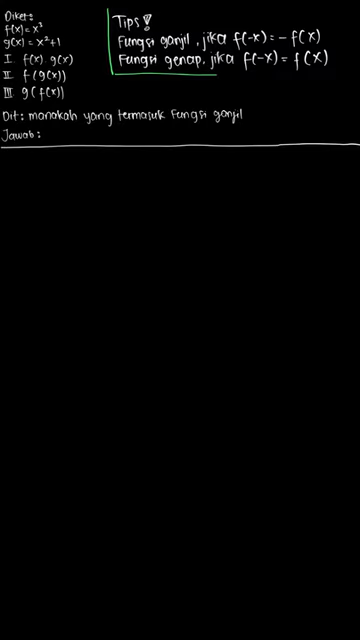 Diket:
f(x) = x³
g(x) = x² + 1
I f(x). g(x)
II f(g(x))
III g(f(x))
Tips!
Fungsi ganjil, jika f(-x) = - f(x)
Fungsi genap, jika f(-x) = f(x)
Dit: manakah yang termasuk fungsi ganjil
Jawab: